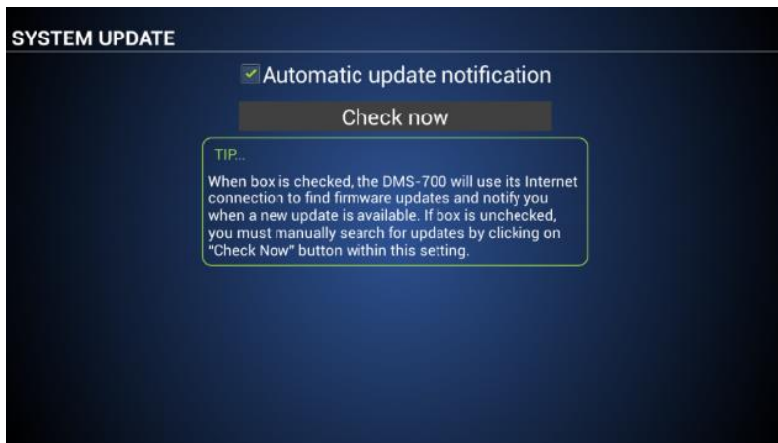 SYSTEM UPDATE
Automatic update notification
Check now
TIP...
When box is checked, the DMS-700 will use its Internet
connection to find firmware updates and notify you
when a new update is available. If box is unchecked,
you must manually search for updates by clicking on
"Check Now" button within this setting.